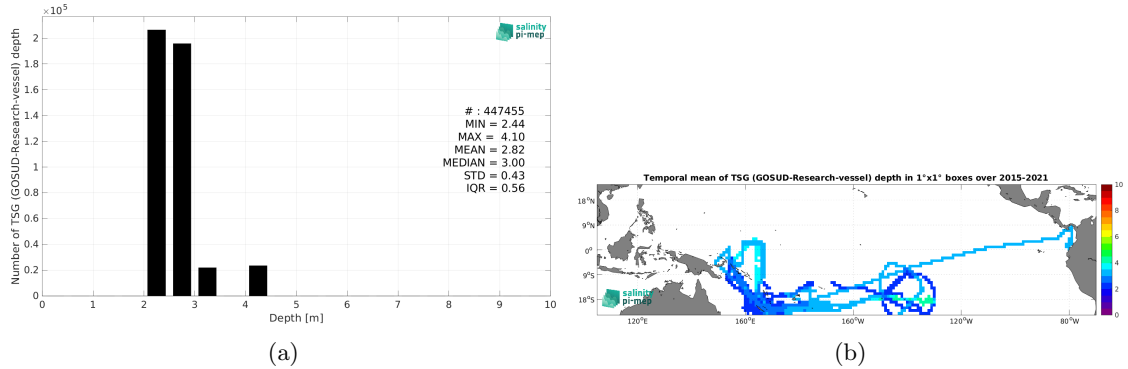 ×10⁵
2
1.8
1.6
1.4
1.2
1
0.8
0.6
0.4
0.2
0
Number of TSG (GOSUD-Research-vessel) depth
salinity
pi-mep
# : 447455
MIN = 2.44
MAX = 4.10
MEAN = 2.82
MEDIAN = 3.00
STD = 0.43
IQR = 0.56
0 1 2 3 4 5 6 7 8 9 10
Depth [m]
(a)
Temporal mean of TSG (GOSUD-Research-vessel) depth in 1°x1° boxes over 2015-2021
18°N
9°N
0°
9°S
18°S
salinity
pi-mep
120°E 160°E 160°W 120°W 80°W
10
8
6
4
2
0
(b)